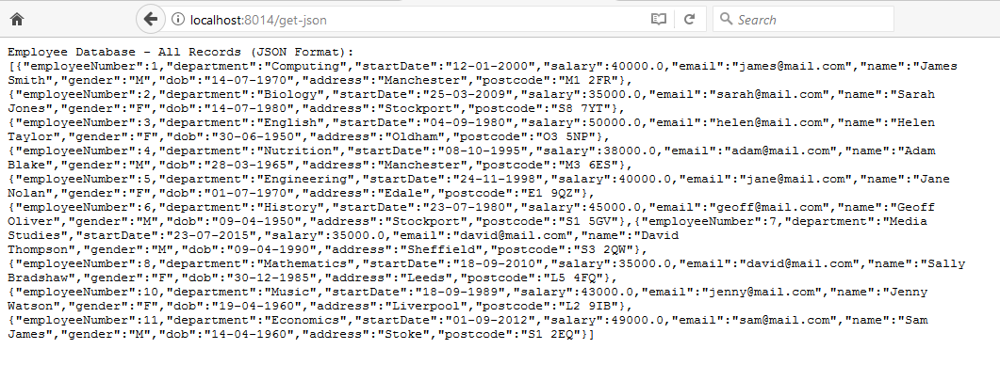 localhost:8014/get-json
Search
Employee Database - All Records (JSON Format):
[{"employeeNumber":1,"department":"Computing","startDate":"12-01-2000","salary":40000.0,"email":"james@mail.com","name":"James
Smith","gender":"M","dob":"14-07-1970","address":"Manchester","postcode":"M1 2FR"},
{"employeeNumber":2,"department":"Biology","startDate":"25-03-2009","salary":35000.0,"email":"sarah@mail.com","name":"Sarah
Jones","gender":"F","dob":"14-07-1980","address":"Stockport","postcode":"S8 7YT"},
{"employeeNumber":3,"department":"English","startDate":"04-09-1980","salary":50000.0,"email":"helen@mail.com","name":"Helen
Taylor","gender":"F","dob":"30-06-1950","address":"Oldham","postcode":"O3 5NP"},
{"employeeNumber":4,"department":"Nutrition","startDate":"08-10-1995","salary":38000.0,"email":"adam@mail.com","name":"Adam
Blake","gender":"M","dob":"28-03-1965","address":"Manchester","postcode":"M3 6ES"},
{"employeeNumber":5,"department":"Engineering","startDate":"24-11-1998","salary":40000.0,"email":"jane@mail.com","name":"Jane
Nolan","gender":"F","dob":"01-07-1970","address":"Edale","postcode":"E1 9QZ"},
{"employeeNumber":6,"department":"History","startDate":"23-07-1980","salary":45000.0,"email":"geoff@mail.com","name":"Geoff
Oliver","gender":"M","dob":"09-04-1950","address":"Stockport","postcode":"S1 5GV"},{"employeeNumber":7,"department":"Media
Studies","startDate":"23-07-2015","salary":35000.0,"email":"david@mail.com","name":"David
Thompson","gender":"M","dob":"09-04-1990","address":"Sheffield","postcode":"S3 2QW"},
{"employeeNumber":8,"department":"Mathematics","startDate":"18-09-2010","salary":35000.0,"email":"david@mail.com","name":"Sally
Bradshaw","gender":"F","dob":"30-12-1985","address":"Leeds","postcode":"L5 4FQ"},
{"employeeNumber":10,"department":"Music","startDate":"18-09-1989","salary":43000.0,"email":"jenny@mail.com","name":"Jenny
Watson","gender":"F","dob":"19-04-1960","address":"Liverpool","postcode":"L2 9IB"},
{"employeeNumber":11,"department":"Economics","startDate":"01-09-2012","salary":49000.0,"email":"sam@mail.com","name":"Sam
James","gender":"M","dob":"14-04-1960","address":"Stoke","postcode":"S1 2EQ"}]